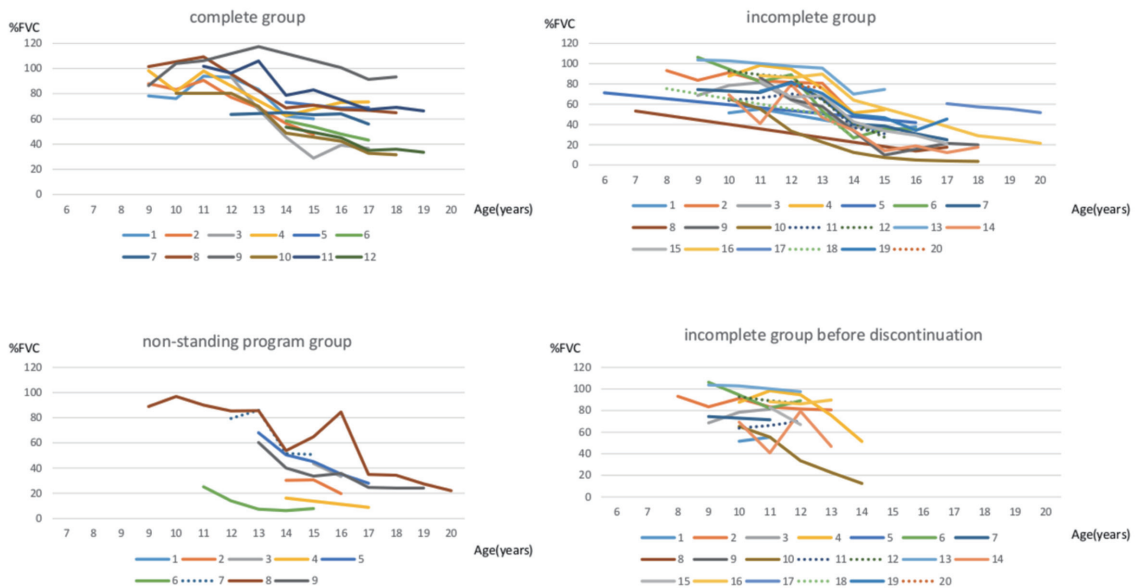 complete group
%FVC
120
100
80
60
40
20
0
6 7 8 9 10 11 12 13 14 15 16 17 18 19 20
Age(years)
1 2 3 4 5 6
7 8 9 10 11 12
incomplete group
%FVC
120
100
80
60
40
20
0
6 7 8 9 10 11 12 13 14 15 16 17 18 19 20
Age(years)
1 2 3 4 5 6 7
8 9 10 11 12 13 14
15 16 17 18 19 20
non-standing program group
%FVC
120
100
80
60
40
20
0
7 8 9 10 11 12 13 14 15 16 17 18 19 20
Age(years)
1 2 3 4 5
6 7 8 9
incomplete group before discontinuation
%FVC
120
100
80
60
40
20
0
6 7 8 9 10 11 12 13 14 15 16 17 18 19 20
Age(years)
1 2 3 4 5 6 7
8 9 10 11 12 13 14
15 16 17 18 19 20